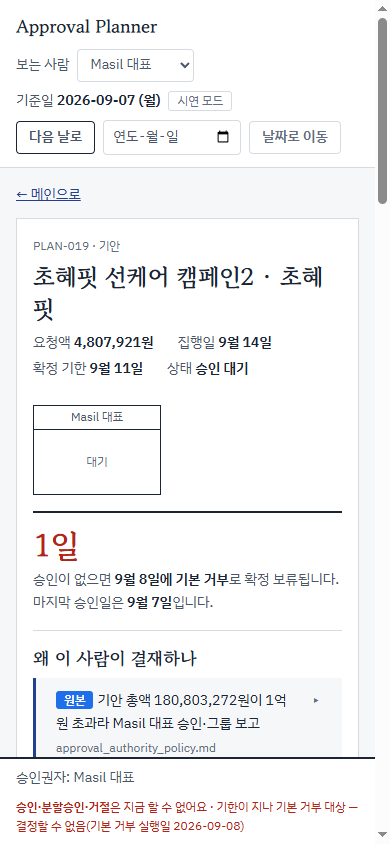 Approval Planner
보는 사람 Masil 대표
기준일 2026-09-07 (월) 시연 모드
다음 날로 연도-월-일 날짜로 이동
← 메인으로
PLAN-019 · 기안
초혜핏 선케어 캠페인2 · 초혜
핏
요청액 4,807,921원 집행일 9월 14일
확정 기한 9월 11일 상태 승인 대기
Masil 대표
대기
1일
승인이 없으면 9월 8일에 기본 거부로 확정 보류됩니다.
마지막 승인일은 9월 7일입니다.
왜 이 사람이 결재하나
원본 기안 총액 180,803,272원이 1억
원 초과라 Masil 대표 승인·그룹 보고
approval_authority_policy.md
승인권자: Masil 대표
승인·분할승인·거절은 지금 할 수 없어요 · 기한이 지나 기본 거부 대상 —
결정할 수 없음(기본 거부 실행일 2026-09-08)